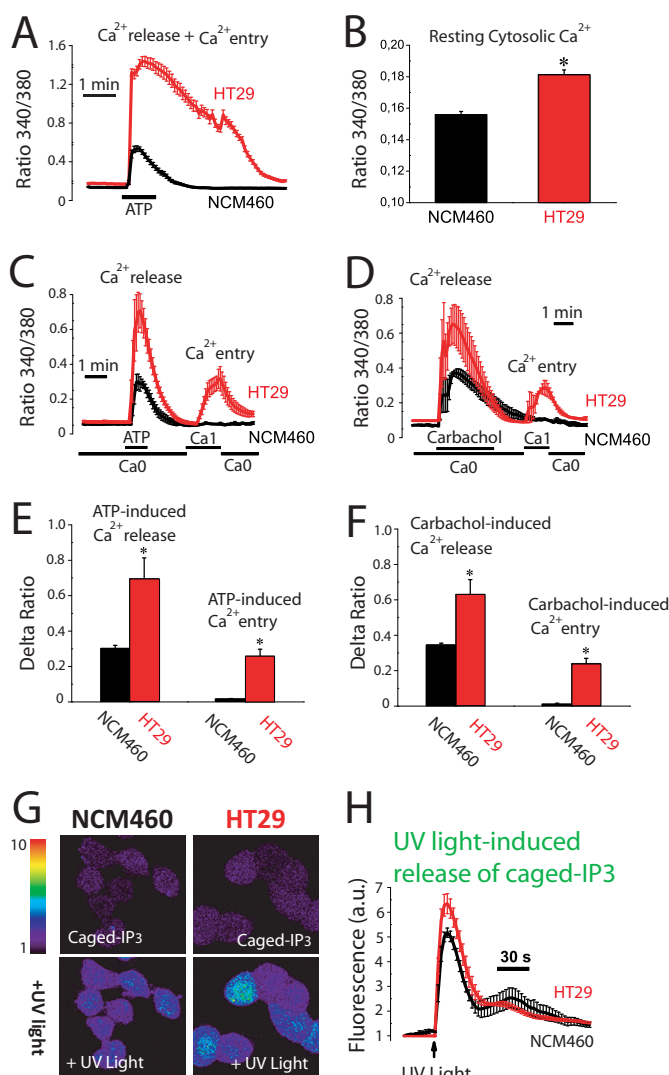 A
Ca2+release + Ca2+entry
1.6
1.2
0.8
0.4
0
Ratio 340/380
1 min
HT29
ATP
NCM460
B
Resting Cytosolic Ca2+
0,20
0,18
0,16
0,14
0,12
0,10
Ratio 340/380
*
NCM460
HT29
C
Ca2+release
0.8
0.6
0.4
0.2
0
Ratio 340/380
1 min
Ca2+entry
HT29
NCM460
ATP
Ca1
Ca0
Ca0
D
Ca2+release
0.8
0.6
0.4
0.2
0
Ratio 340/380
1 min
Ca2+entry
HT29
NCM460
Carbachol
Ca1
Ca0
Ca0
E
ATP-induced
Ca2+release
1.0
0.8
0.6
0.4
0.2
0
Delta Ratio
*
ATP-induced
Ca2+entry
*
NCM460
HT29
NCM460
HT29
F
Carbachol-induced
Ca2+release
1.0
0.8
0.6
0.4
0.2
0
Delta Ratio
*
Carbachol-induced
Ca2+entry
*
NCM460
HT29
NCM460
HT29
G
NCM460
HT29
10
1
Caged-IP3
Caged-IP3
+UV light
+ UV Light
+ UV Light
H
UV light-induced
release of caged-IP3
7
6
5
4
3
2
1
Fluorescence (a.u.)
30 s
HT29
NCM460
UV Light